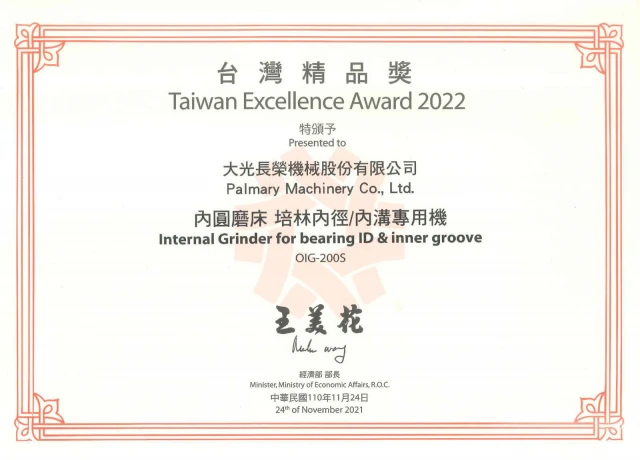 台灣精品獎
Taiwan Excellence Award 2022
特頒予
Presented to
大光長榮機械股份有限公司
Palmary Machinery Co., Ltd.
內圓磨床 培林內徑/內溝專用機
Internal Grinder for bearing ID & inner groove
OIG-200S
王美花
經濟部 部長
Minister, Ministry of Economic Affairs, R.O.C.
中華民國110年11月24日
24th of November 2021